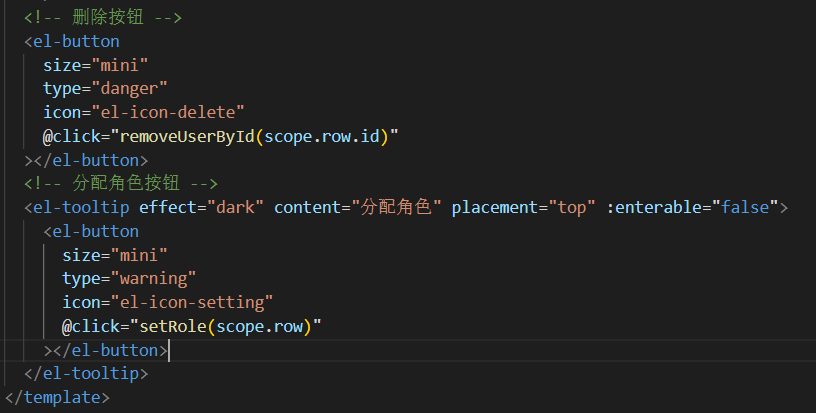 <!-- 删除按钮 -->
<el-button
size="mini"
type="danger"
icon="el-icon-delete"
@click="removeUserById(scope.row.id)"
></el-button>
<!-- 分配角色按钮 -->
<el-tooltip effect="dark" content="分配角色" placement="top" :enterable="false">
<el-button
size="mini"
type="warning"
icon="el-icon-setting"
@click="setRole(scope.row)"
></el-button>
</el-tooltip>
</template>